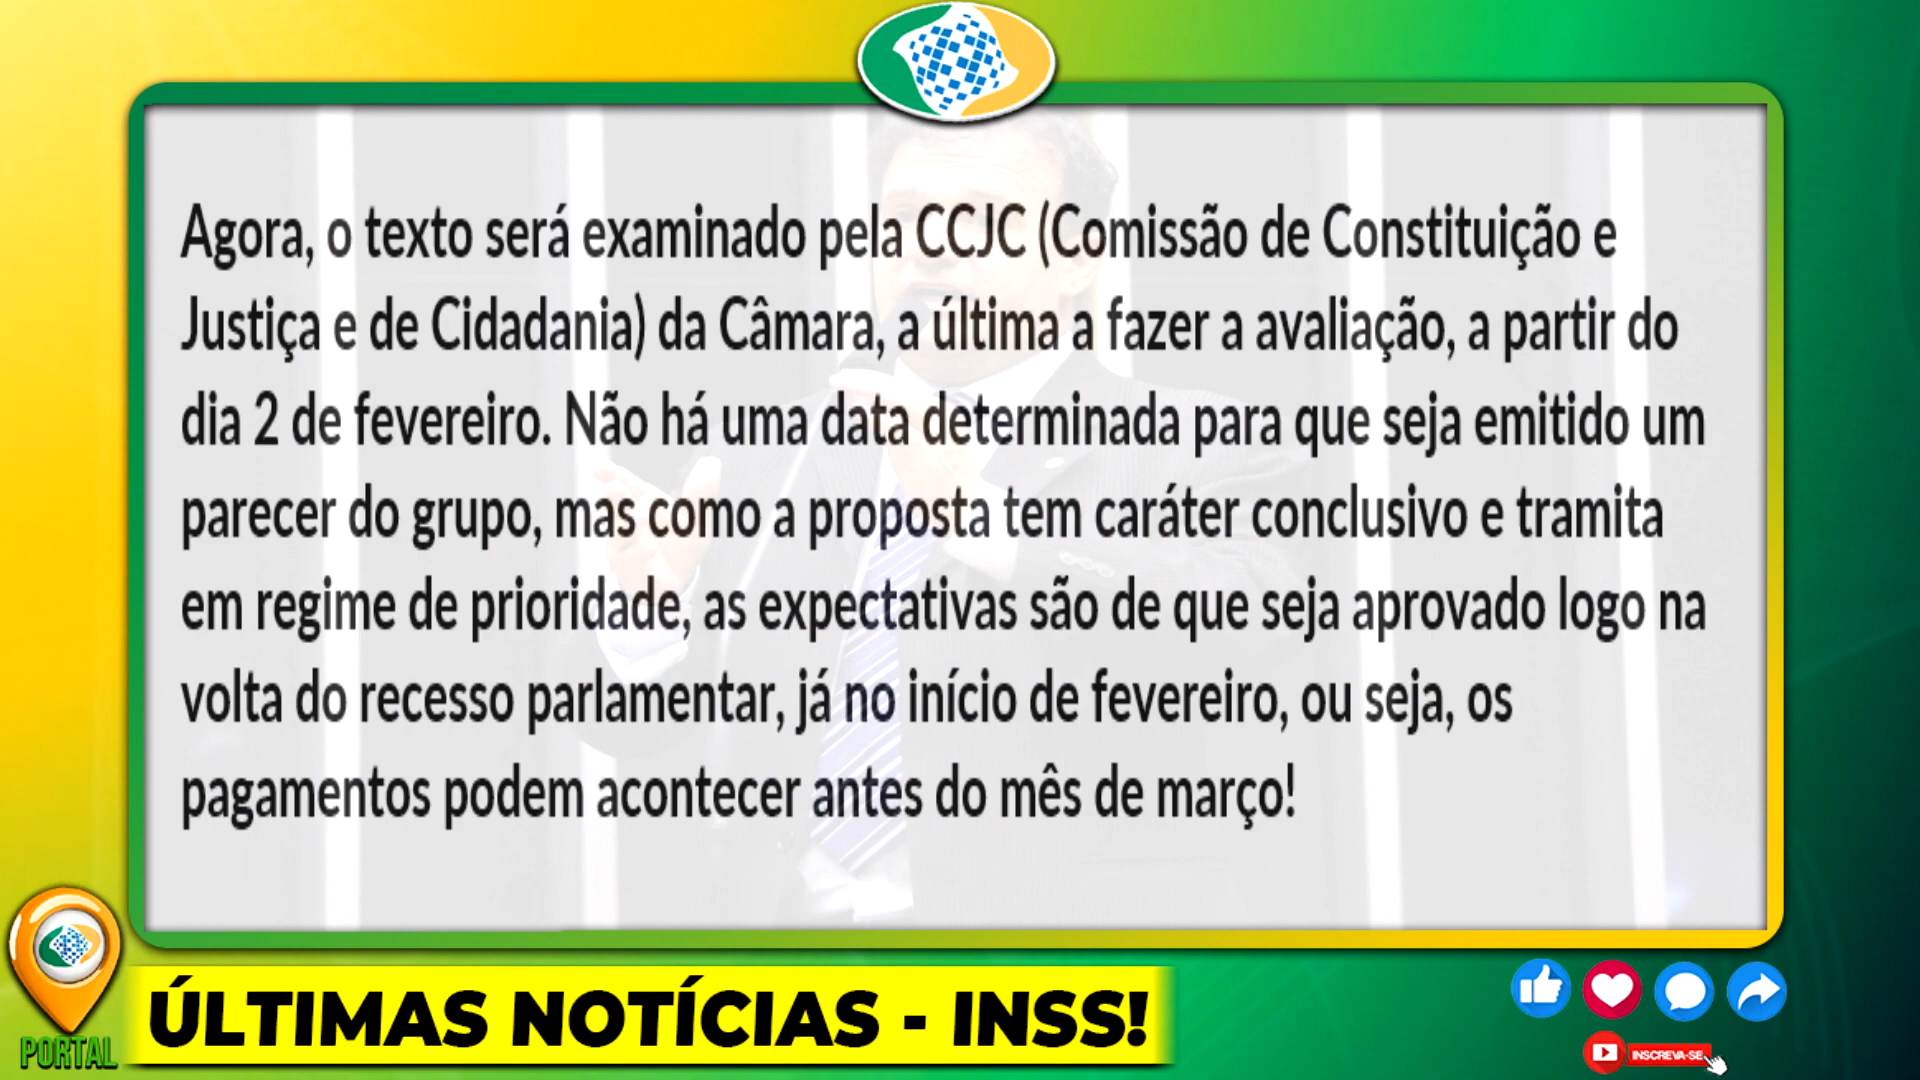 Agora, o texto será examinado pela CCJC (Comissão de Constituição e
Justiça e de Cidadania) da Câmara, a última a fazer a avaliação, a partir do
dia 2 de fevereiro. Não há uma data determinada para que seja emitido um
parecer do grupo, mas como a proposta tem caráter conclusivo e tramita
em regime de prioridade, as expectativas são de que seja aprovado logo na
volta do recesso parlamentar, já no início de fevereiro, ou seja, os
pagamentos podem acontecer antes do mês de março!
PORTAL
ÚLTIMAS NOTÍCIAS - INSS!
INSCREVA-SE